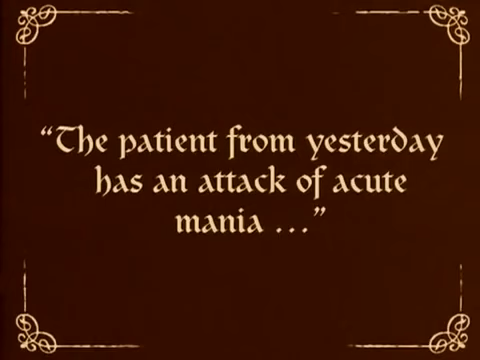 “The patient from yesterday
has an attack of acute
mania ...”